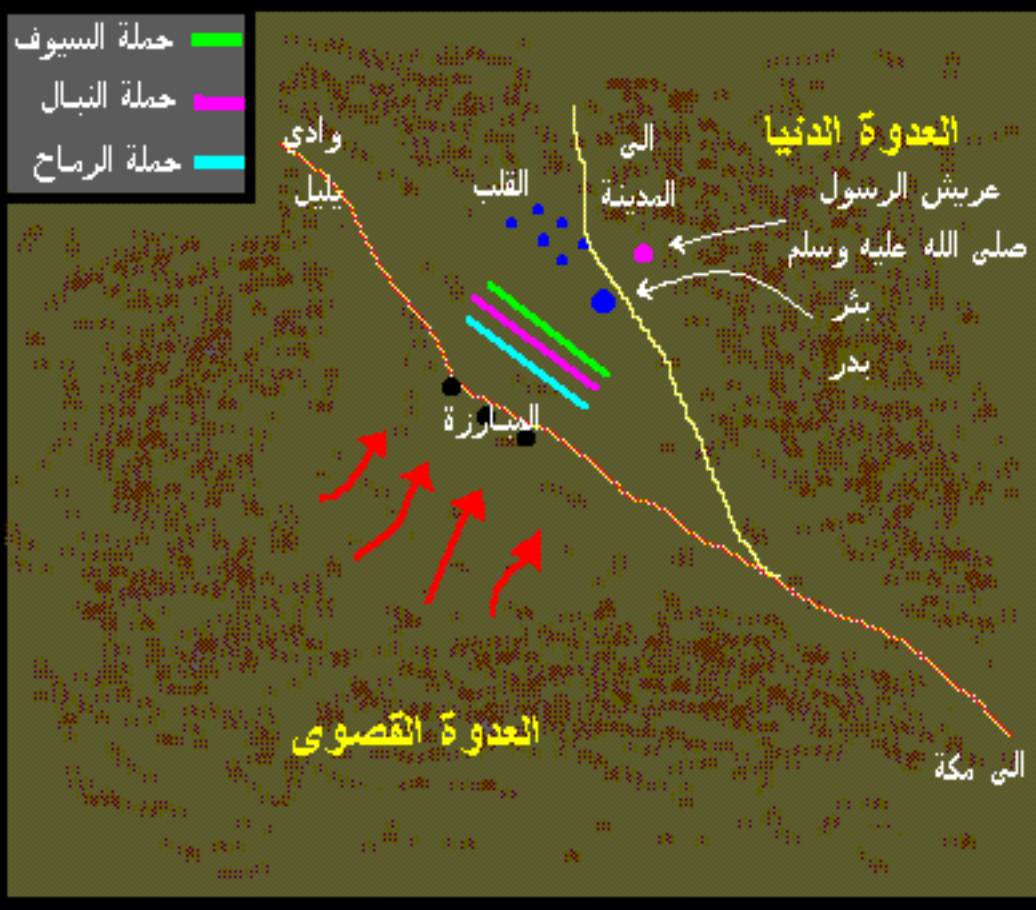 حملة السيوف
حملة النبال
حملة الرماح
العدوة الدنيا
وادي
يليل
القلب
الى
المدينة
عريش الرسول
صلى الله عليه وسلم
بئر
بدر
المبارزة
العدوة القصوى
الى مكة